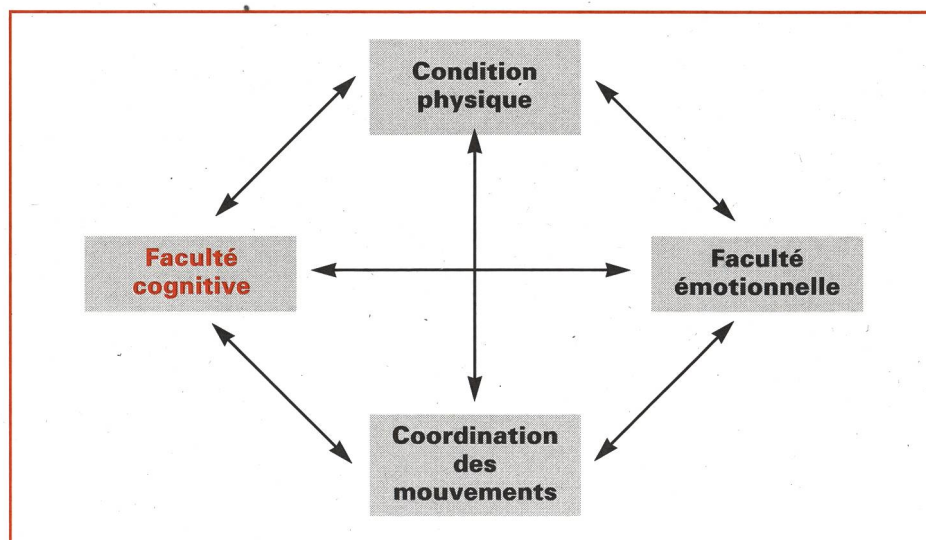 Condition
physique
Faculté
cognitive
Faculté
émotionnelle
Coordination
des
mouvements